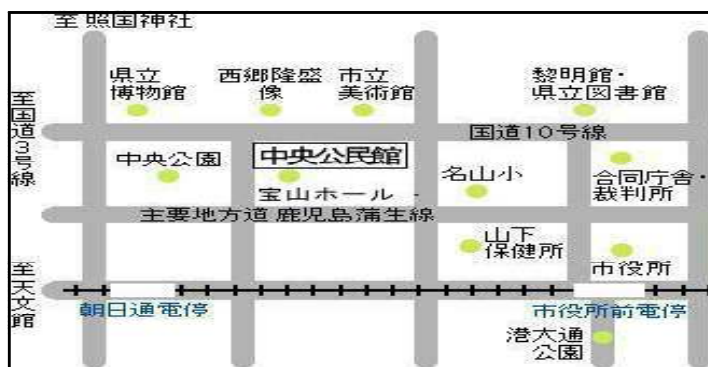 至 照国神社
県立
博物館
西郷隆盛
像
市立
美術館
黎明館・
県立図書館
至国道3号線
国道10号線
中央公園
中央公民館
宝山ホール
名山小
合同庁舎・
裁判所
主要地方道 鹿児島蒲生線
山下
保健所
市役所
至天文館
朝日通電停
市役所前電停
港大通
公園